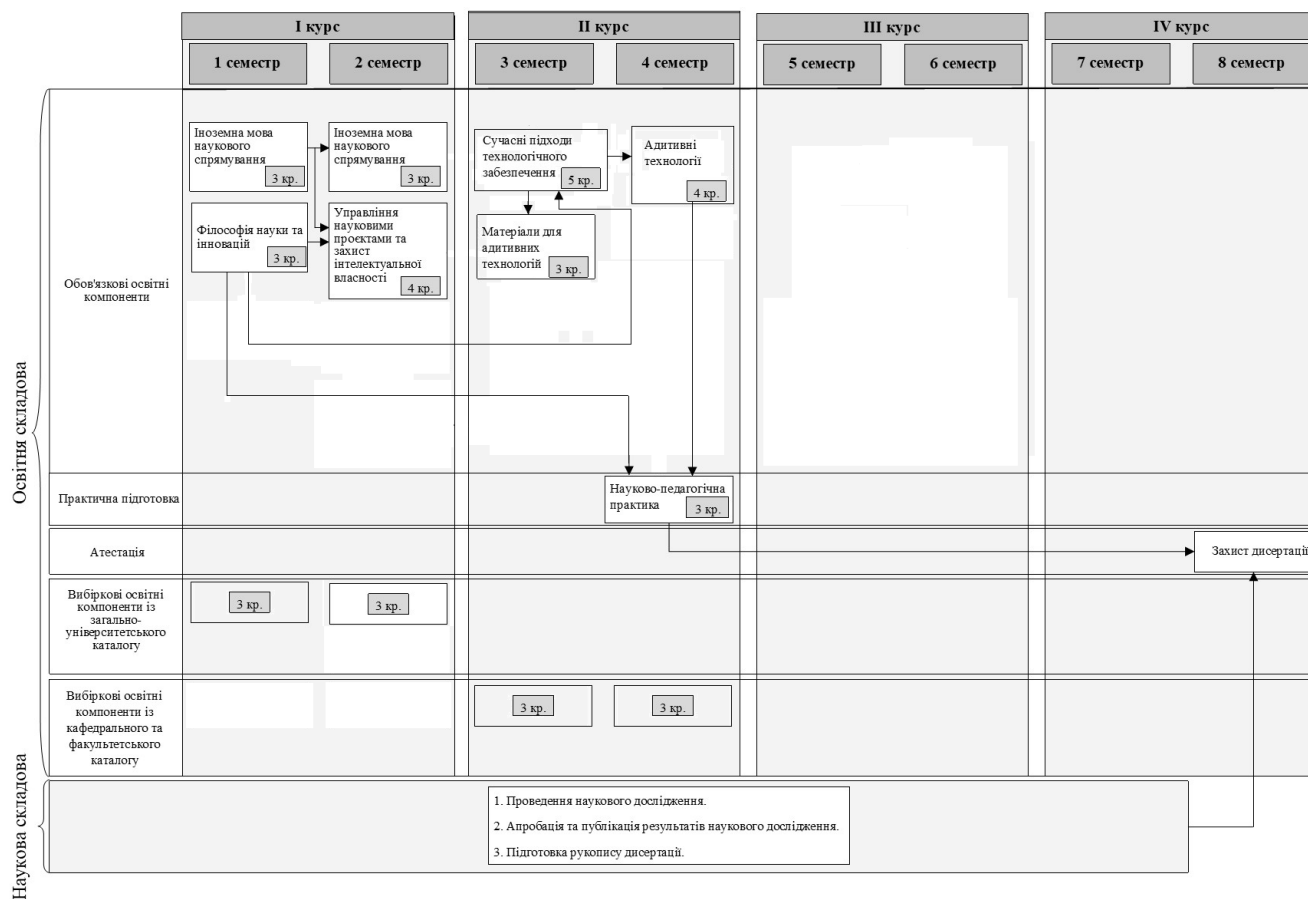 I курс
II курс
III курс
IV курс
1 семестр
2 семестр
3 семестр
4 семестр
5 семестр
6 семестр
7 семестр
8 семестр
Освітня складова
Обов'язкові освітні
компоненти
Іноземна мова
наукового
спрямування
3 кр.
Іноземна мова
наукового
спрямування
3 кр.
Сучасні підходи
технологічного
забезпечення
5 кр.
Адитивні
технології
4 кр.
Філософія науки та
інновацій
3 кр.
Управління
науковими
проєктами та
захист
інтелектуальної
власності
4 кр.
Матеріали для
адитивних
технологій
3 кр.
Практична підготовка
Науково-педагогічна
практика
3 кр.
Атестація
Захист дисертації
Вибіркові освітні
компоненти із
загально-
університетського
каталогу
3 кр.
3 кр.
Вибіркові освітні
компоненти із
кафедрального та
факультетського
каталогу
3 кр.
3 кр.
Наукова складова
1. Проведення наукового дослідження.
2. Апробація та публікація результатів наукового дослідження.
3. Підготовка рукопису дисертації.